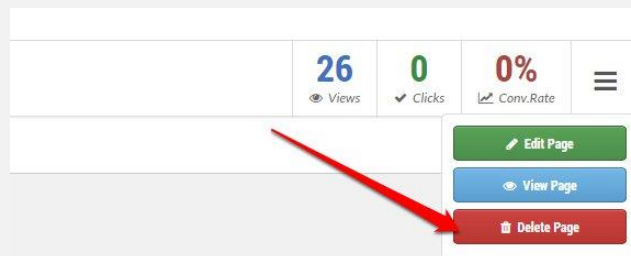 26 0 0%
Views Clicks Conv.Rate
Edit Page
View Page
Delete Page